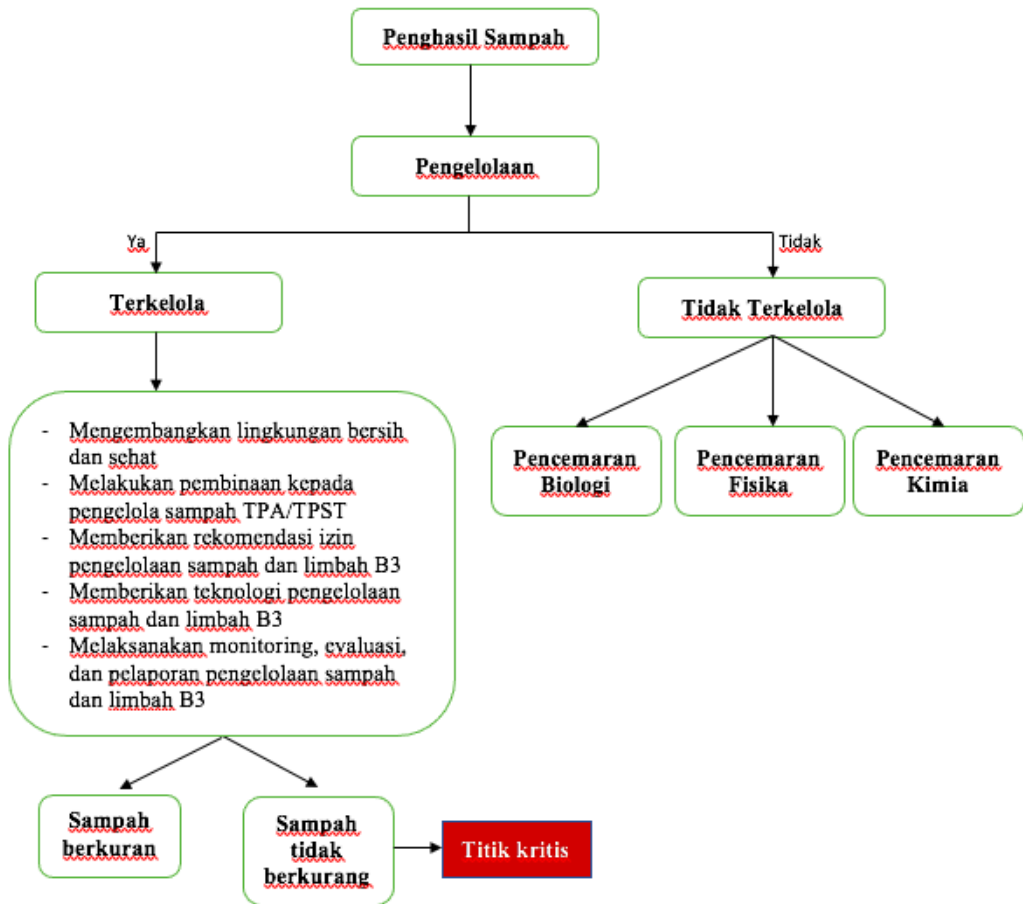 Penghasil Sampah
Pengelolaan
Ya
Tidak
Terkelola
Tidak Terkelola
- Mengembangkan lingkungan bersih
dan sehat
- Melakukan pembinaan kepada
pengelola sampah TPA/TPST
- Memberikan rekomendasi izin
pengelolaan sampah dan limbah B3
- Memberikan teknologi pengelolaan
sampah dan limbah B3
- Melaksanakan monitoring, evaluasi,
dan pelaporan pengelolaan sampah
dan limbah B3
Pencemaran
Biologi
Pencemaran
Fisika
Pencemaran
Kimia
Sampah
berkuran
Sampah
tidak
berkurang
Titik kritis